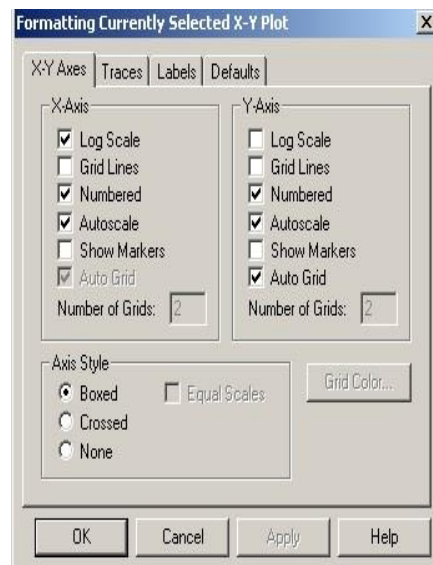 Formatting Currently Selected X-Y Plot
X-Y Axes Traces Labels Defaults
X-Axis
Log Scale
Grid Lines
Numbered
Autoscale
Show Markers
Auto Grid
Number of Grids: 2
Y-Axis
Log Scale
Grid Lines
Numbered
Autoscale
Show Markers
Auto Grid
Number of Grids: 2
Axis Style
Boxed
Equal Scales
Crossed
None
Grid Color...
OK Cancel Apply Help